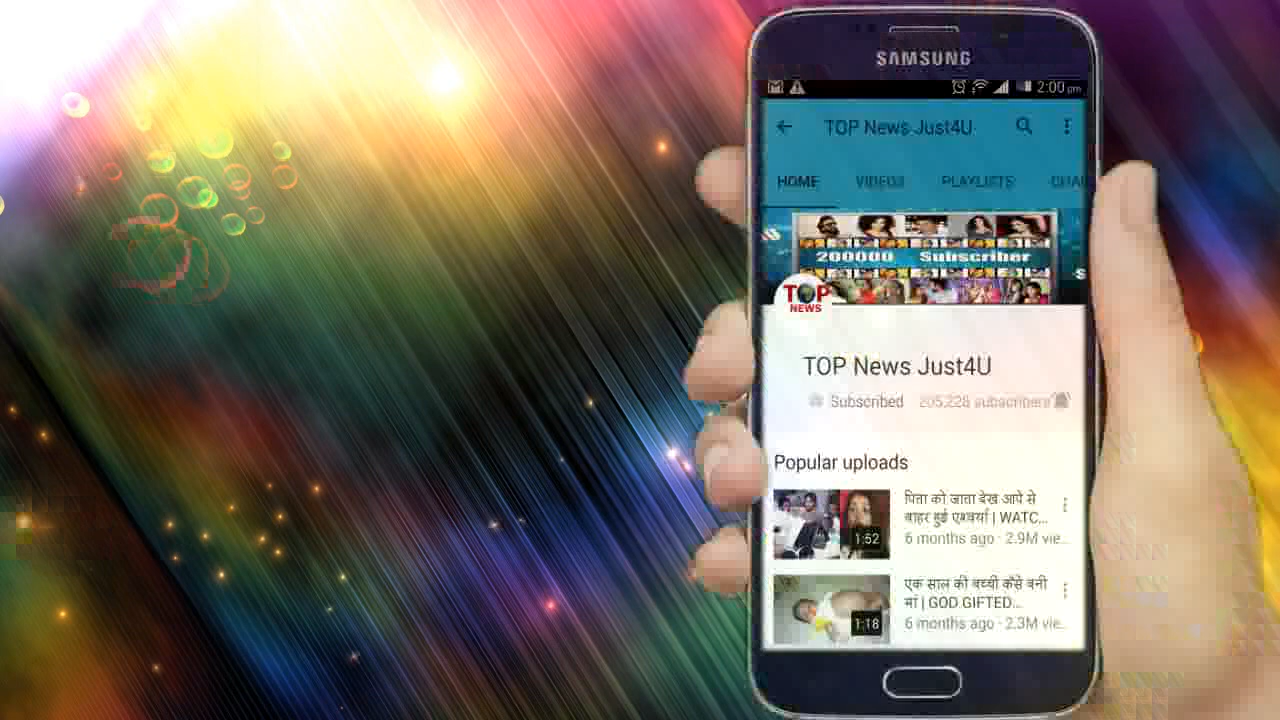 SAMSUNG
2:00 pm
TOP News Just4U
HOME VIDEOS PLAYLISTS CHA
200000 Subscriber
TOP
NEWS
TOP News Just4U
Subscribed 205,228 subscribers
Popular uploads
पिता को जाता देख आपे से
बाहर हुई एश्वर्या | WATC...
1:52
6 months ago · 2.9M vie...
एक साल की बच्ची कैसे बनी
मां | GOD GIFTED...
1:18
6 months ago · 2.3M vie...